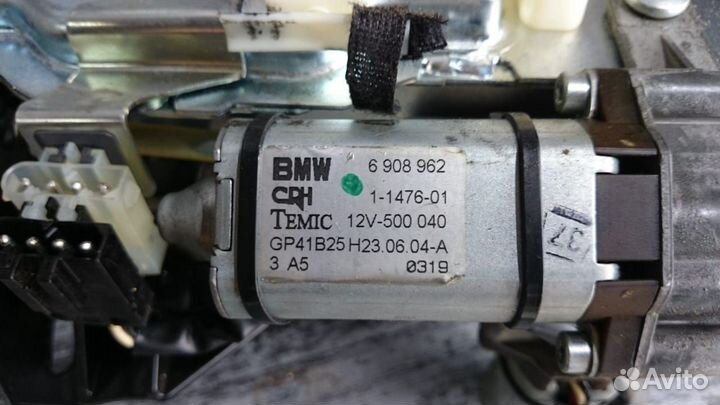 BMW 6 908 962
CRH 1-1476-01
TEMIC 12V-500 040
GP41B25 H23.06.04-A
3 A5 0319
37
Avito